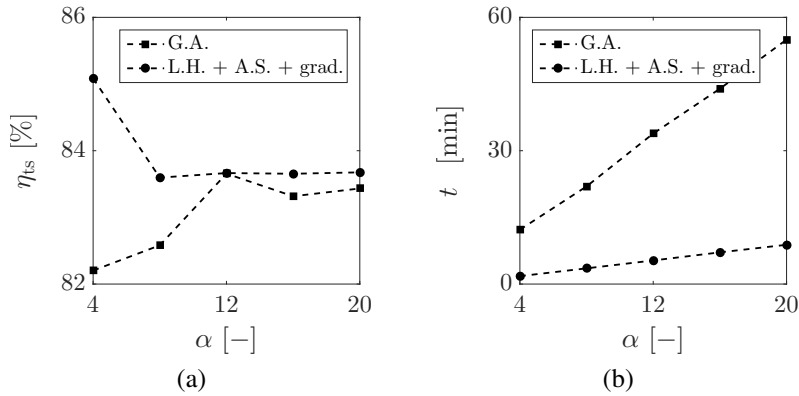 86
84
82
η_ts [%]
G.A.
L.H. + A.S. + grad.
4 12 20
α [−]
(a)
60
30
0
t [min]
G.A.
L.H. + A.S. + grad.
4 12 20
α [−]
(b)